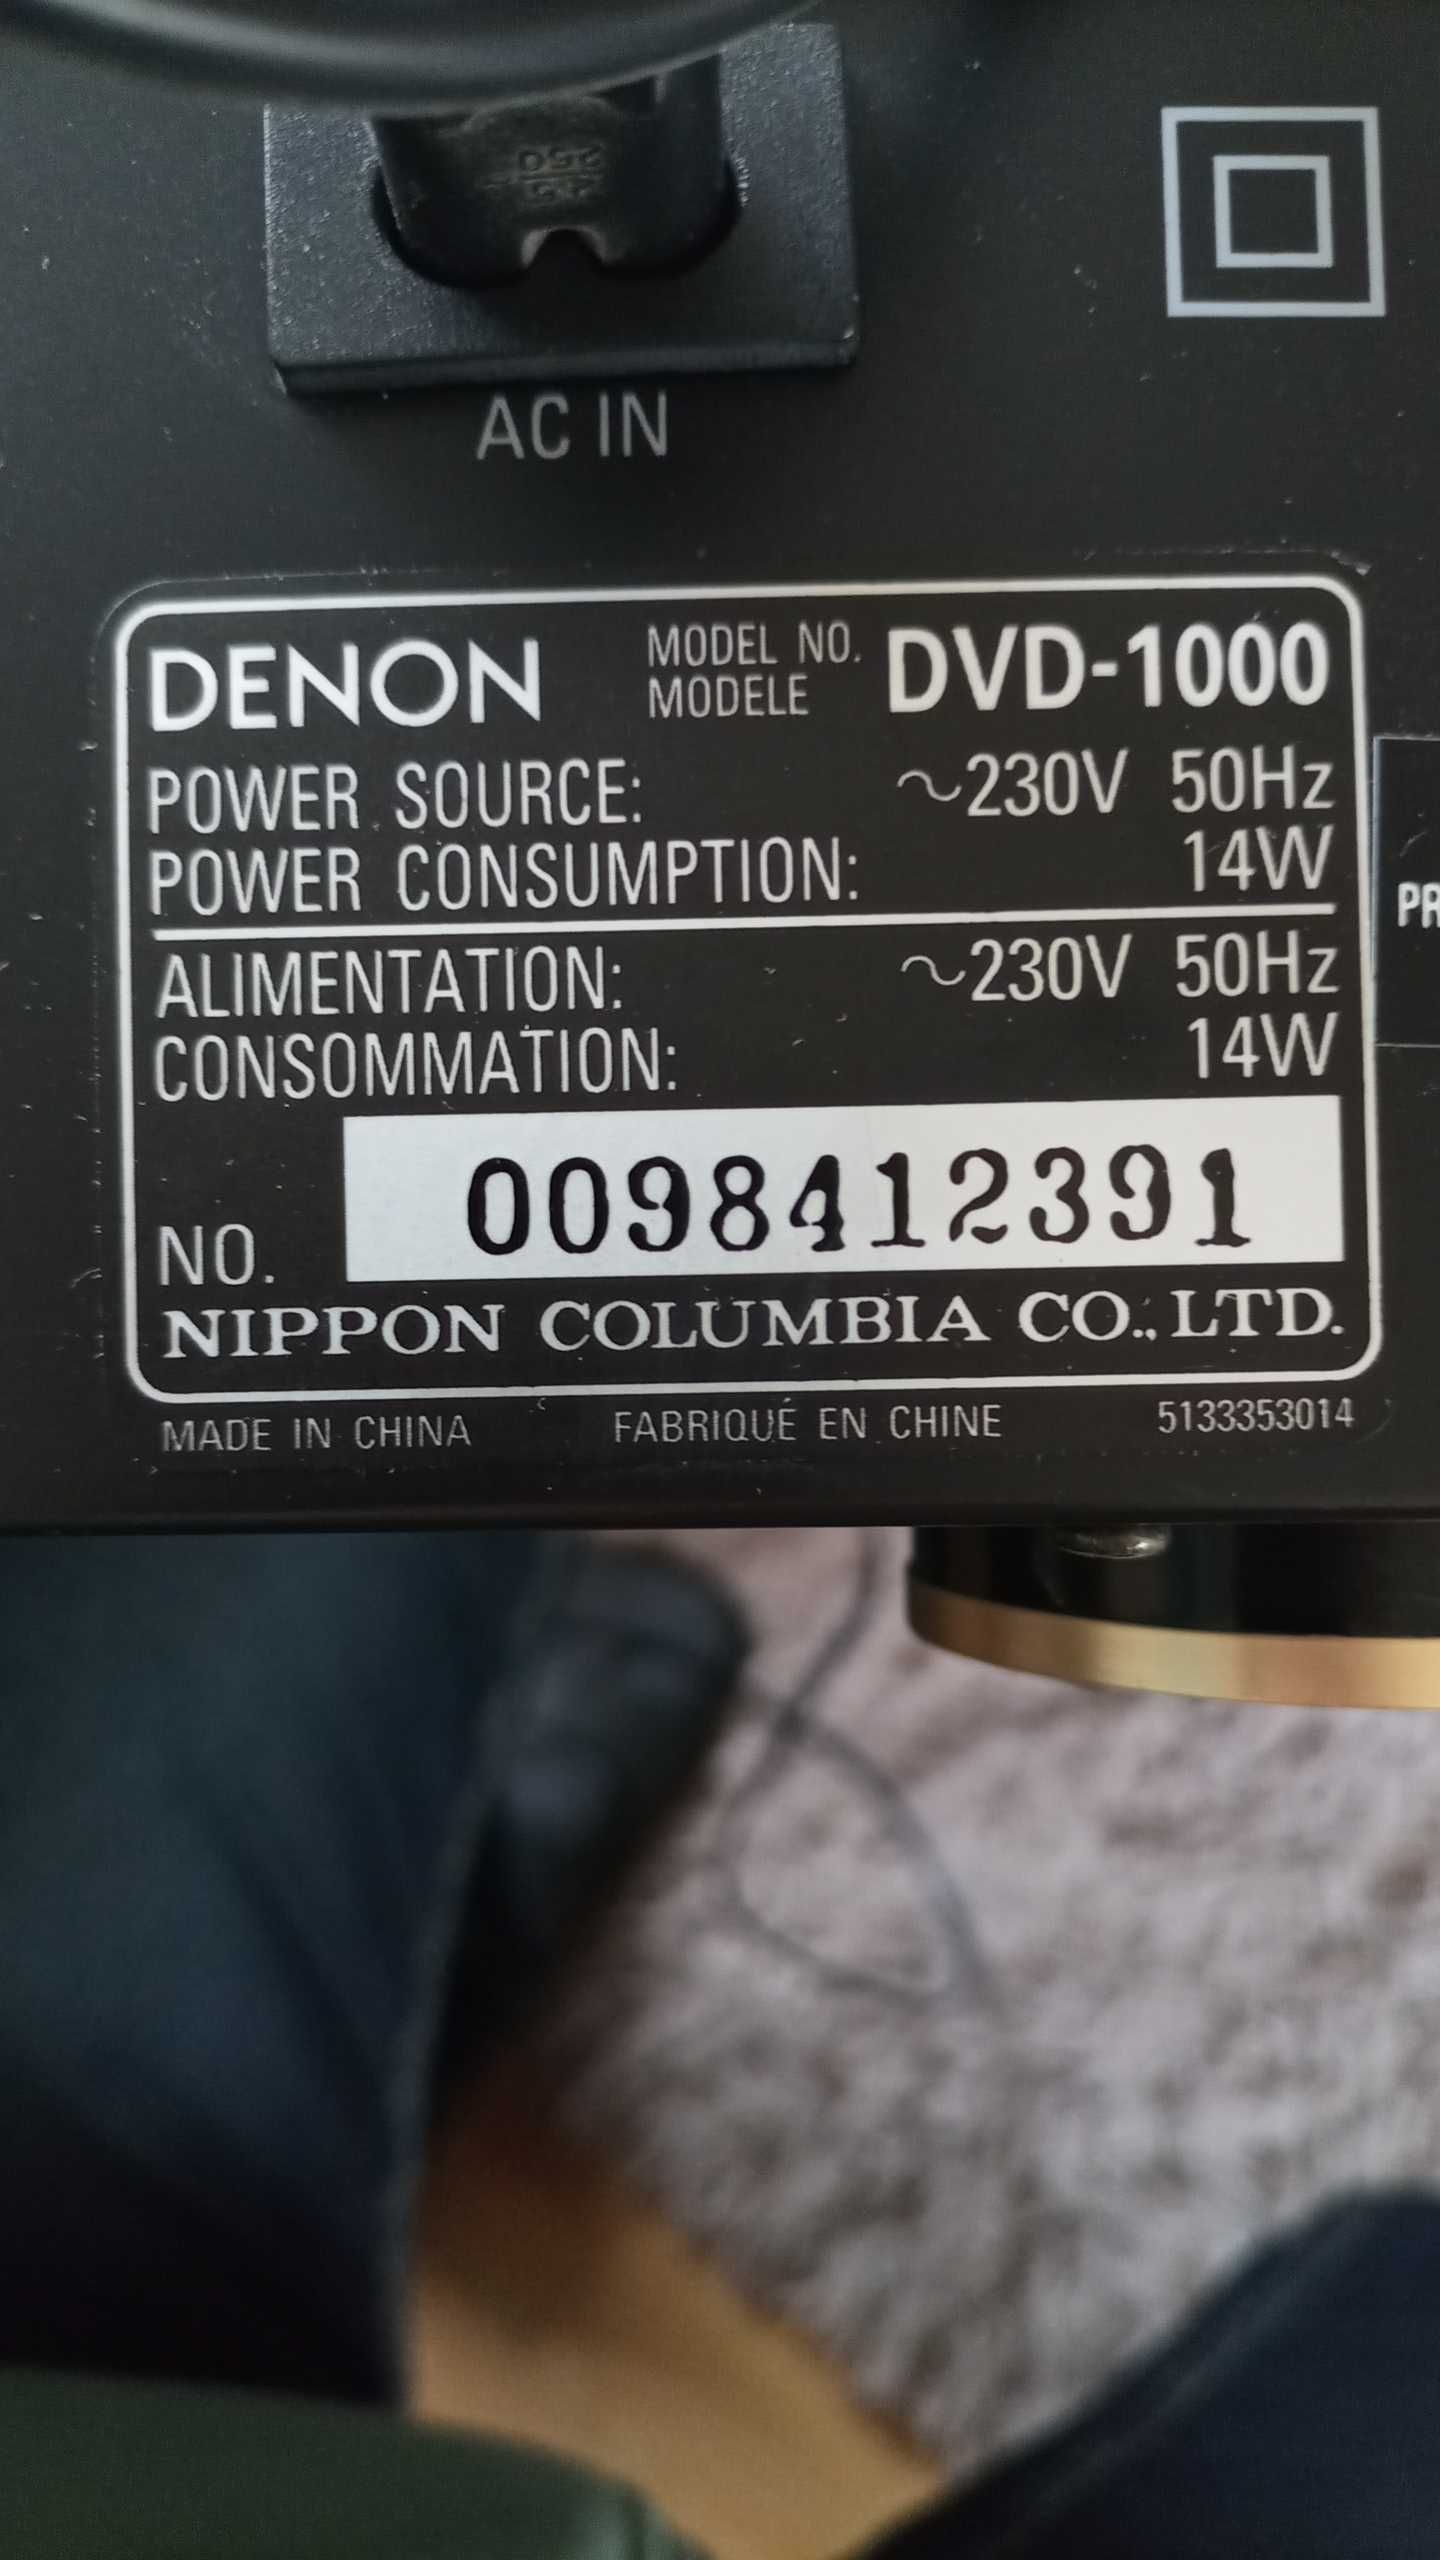 AC IN
DENON MODEL NO. DVD-1000
MODELE
POWER SOURCE: ~230V 50Hz
POWER CONSUMPTION: 14W
ALIMENTATION: ~230V 50Hz
CONSOMMATION: 14W
NO. 0098412391
NIPPON COLUMBIA CO., LTD.
MADE IN CHINA FABRIQUÉ EN CHINE 5133353014
PR